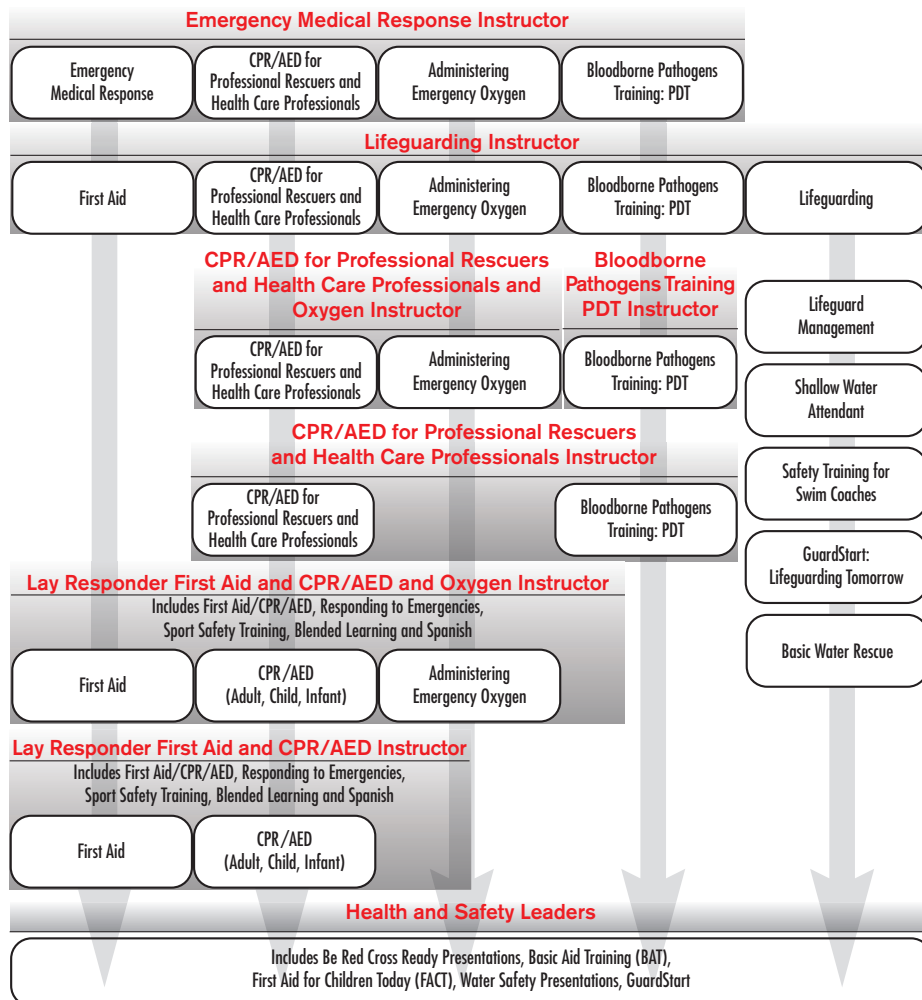 Emergency Medical Response Instructor
Emergency
Medical Response
CPR/AED for
Professional Rescuers and
Health Care Professionals
Administering
Emergency Oxygen
Bloodborne Pathogens
Training: PDT
Lifeguarding Instructor
First Aid
CPR/AED for
Professional Rescuers and
Health Care Professionals
Administering
Emergency Oxygen
Bloodborne Pathogens
Training: PDT
Lifeguarding
CPR/AED for Professional Rescuers
and Health Care Professionals and
Oxygen Instructor
CPR/AED for
Professional Rescuers and
Health Care Professionals
Administering
Emergency Oxygen
Bloodborne
Pathogens Training
PDT Instructor
Bloodborne Pathogens
Training: PDT
Lifeguard
Management
Shallow Water
Attendant
Safety Training for
Swim Coaches
GuardStart:
Lifeguarding Tomorrow
Basic Water Rescue
CPR/AED for Professional Rescuers
and Health Care Professionals Instructor
CPR/AED for
Professional Rescuers and
Health Care Professionals
Bloodborne Pathogens
Training: PDT
Lay Responder First Aid and CPR/AED and Oxygen Instructor
Includes First Aid/CPR/AED, Responding to Emergencies,
Sport Safety Training, Blended Learning and Spanish
First Aid
CPR/AED
(Adult, Child, Infant)
Administering
Emergency Oxygen
Lay Responder First Aid and CPR/AED Instructor
Includes First Aid/CPR/AED, Responding to Emergencies,
Sport Safety Training, Blended Learning and Spanish
First Aid
CPR/AED
(Adult, Child, Infant)
Health and Safety Leaders
Includes Be Red Cross Ready Presentations, Basic Aid Training (BAT),
First Aid for Children Today (FACT), Water Safety Presentations, GuardStart